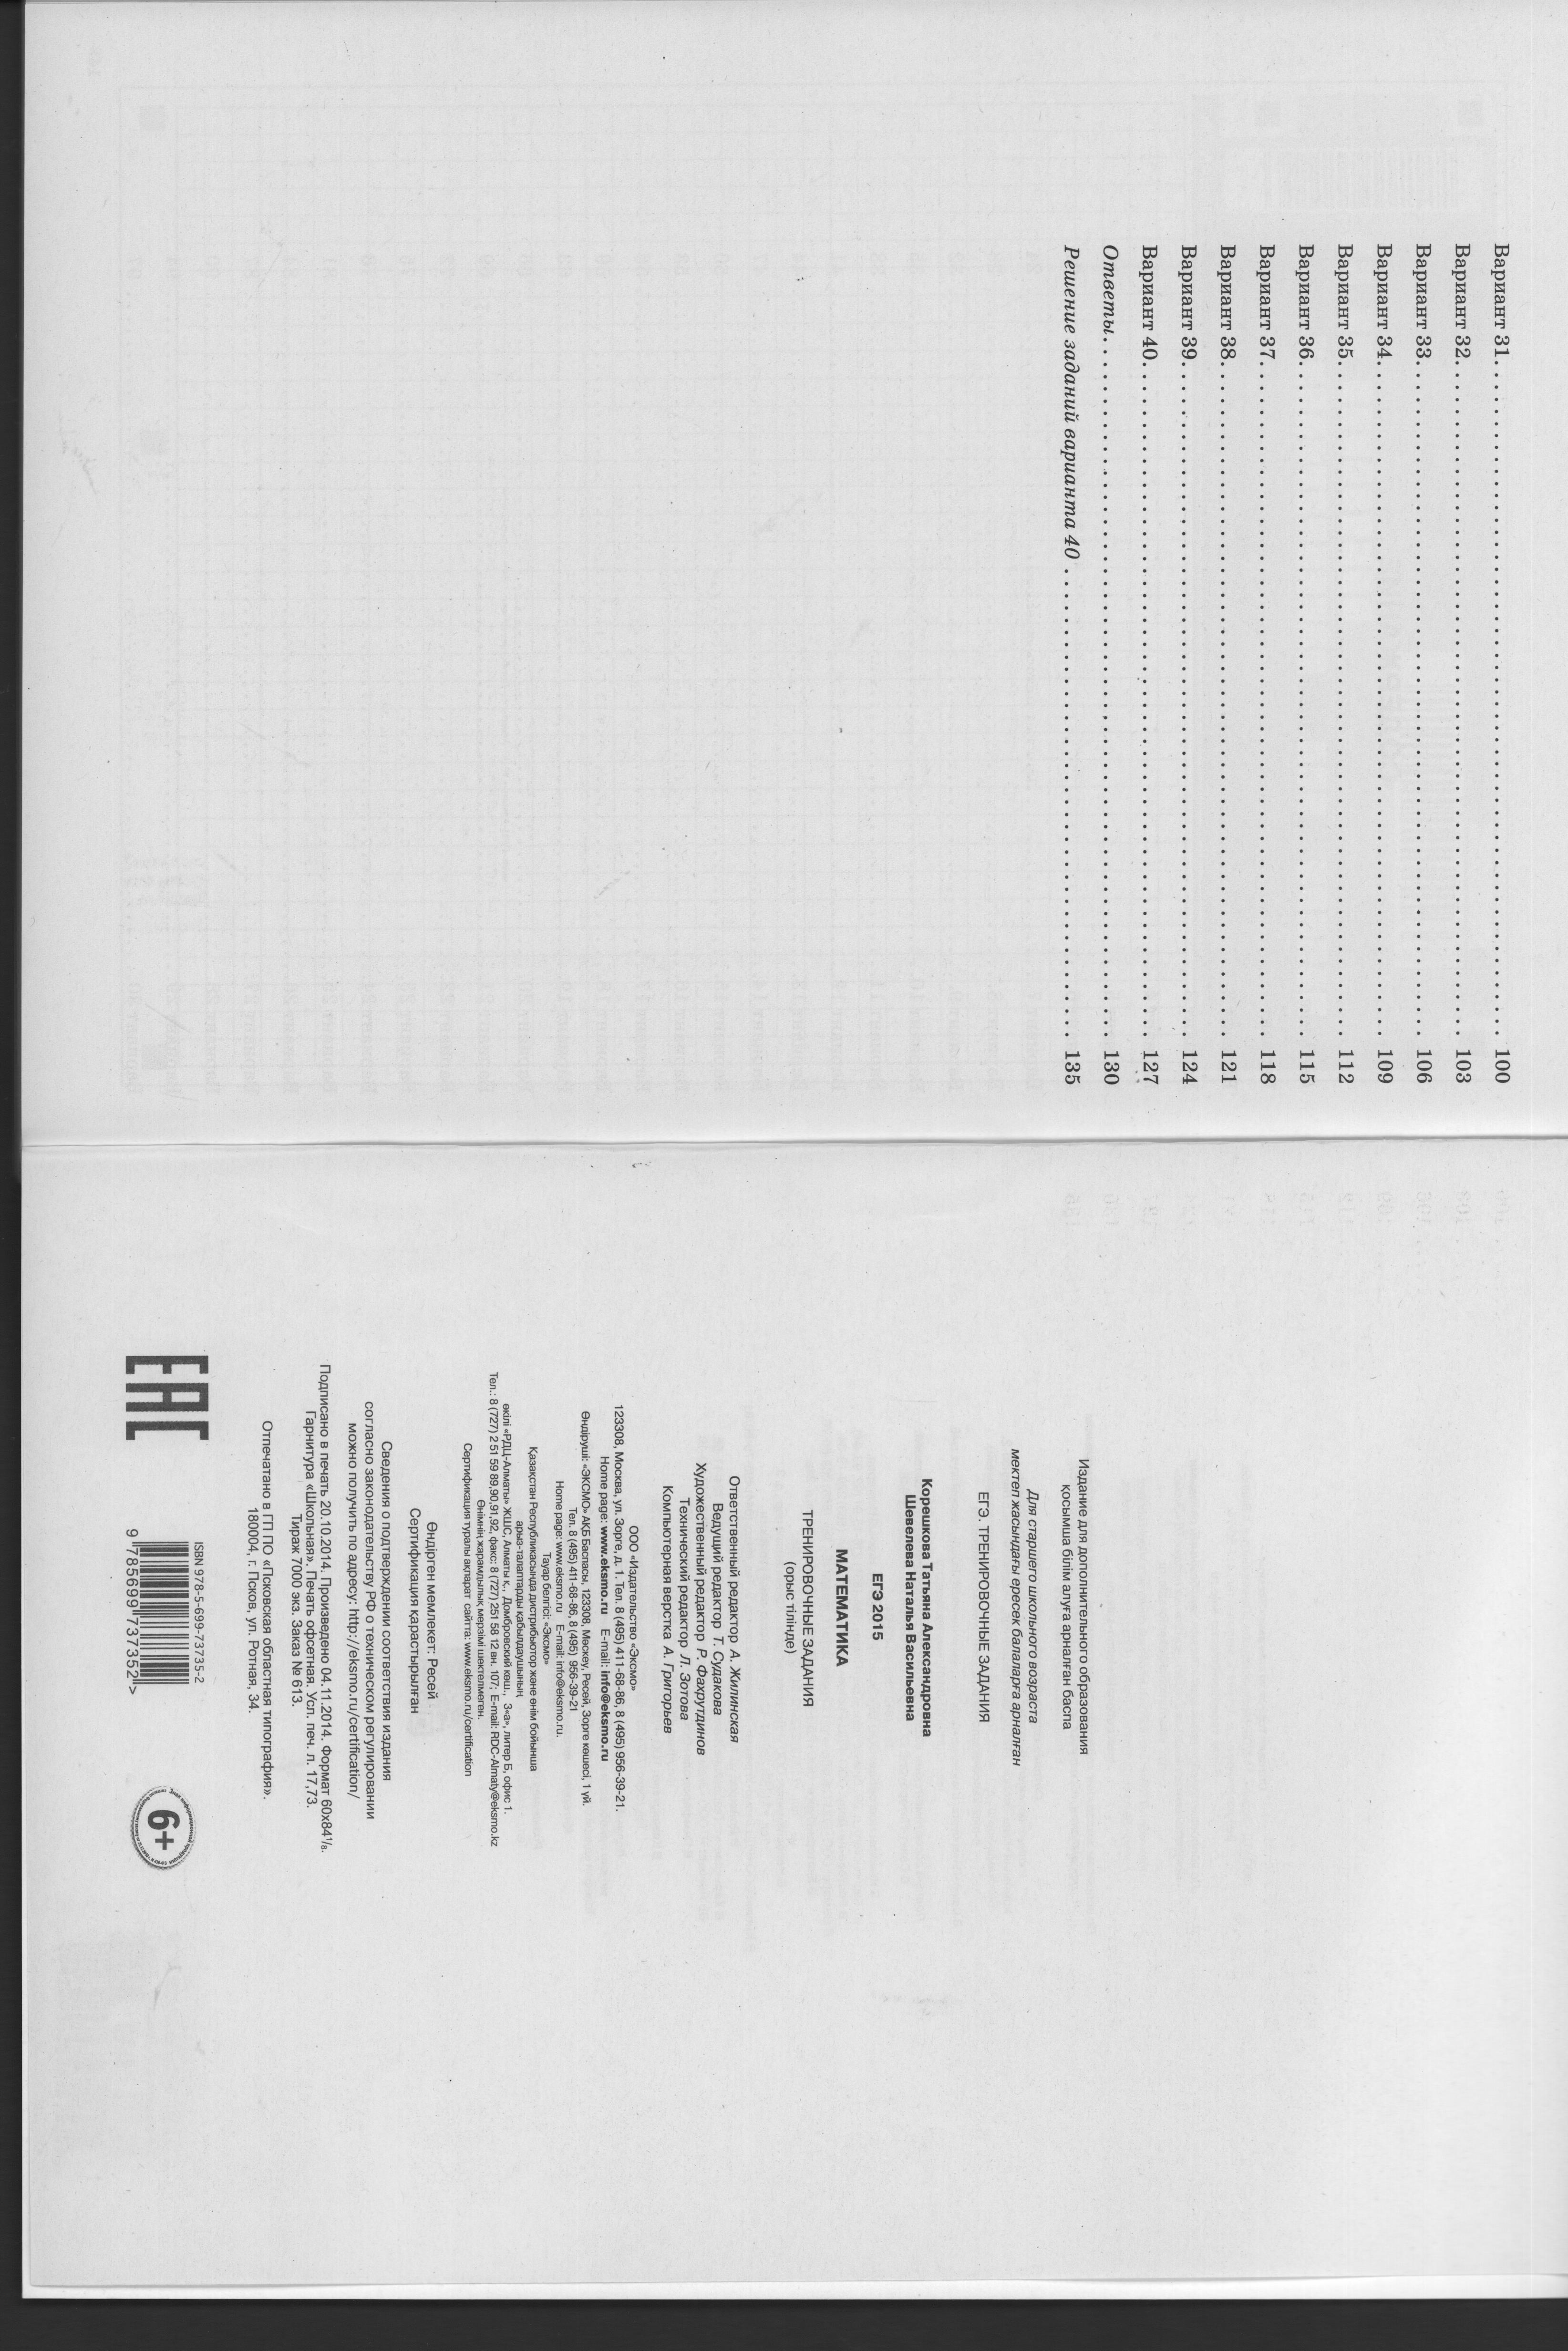 Вариант 31. . . . . . . . . . . . . . . . . . . . 100
Вариант 32. . . . . . . . . . . . . . . . . . . . 103
Вариант 33. . . . . . . . . . . . . . . . . . . . 106
Вариант 34. . . . . . . . . . . . . . . . . . . . 109
Вариант 35. . . . . . . . . . . . . . . . . . . . 112
Вариант 36. . . . . . . . . . . . . . . . . . . . 115
Вариант 37. . . . . . . . . . . . . . . . . . . . 118
Вариант 38. . . . . . . . . . . . . . . . . . . . 121
Вариант 39. . . . . . . . . . . . . . . . . . . . 124
Вариант 40. . . . . . . . . . . . . . . . . . . . 127
Ответы. . . . . . . . . . . . . . . . . . . . 130
Решение заданий варианта 40 . . . . . . . . . . . . . . . . . . . . 135
Издание для дополнительного образования
қосымша білім алуға арналған баспа
Для старшего школьного возраста
мектеп жасындағы ересек балаларға арналған
ЕГЭ. ТРЕНИРОВОЧНЫЕ ЗАДАНИЯ
Корешкова Татьяна Александровна
Шевелева Наталья Васильевна
ЕГЭ 2015
МАТЕМАТИКА
ТРЕНИРОВОЧНЫЕ ЗАДАНИЯ
(орыс тілінде)
Ответственный редактор А. Жилинская
Ведущий редактор Т. Судакова
Художественный редактор Р. Фахрутдинов
Технический редактор Л. Зотова
Компьютерная верстка А. Григорьев
ООО «Издательство «Эксмо»
123308, Москва, ул. Зорге, д. 1. Тел. 8 (495) 411-68-86, 8 (495) 956-39-21.
Home page: www.eksmo.ru E-mail: info@eksmo.ru
Өндіруші: «ЭКСМО» АҚБ Баспасы, 123308, Мәскеу, Ресей, Зорге көшесі, 1 үй.
Тел. 8 (495) 411-68-86, 8 (495) 956-39-21
Home page: www.eksmo.ru E-mail: info@eksmo.ru.
Тауар белгісі: «Эксмо»
Қазақстан Республикасында дистрибьютор және өнім бойынша
арыз-талаптарды қабылдаушының
өкілі «РДЦ-Алматы» ЖШС, Алматы қ., Домбровский көш., 3«а», литер Б, офис 1.
Тел.: 8 (727) 2 51 59 89,90,91,92, факс: 8 (727) 251 58 12 вн. 107; E-mail: RDC-Almaty@eksmo.kz
Өнімнің жарамдылық мерзімі шектелмеген.
Сертификация туралы ақпарат сайтта: www.eksmo.ru/certification
Өндірген мемлекет: Ресей
Сертификация қарастырылған
Сведения о подтверждении соответствия издания
согласно законодательству РФ о техническом регулировании
можно получить по адресу: http://eksmo.ru/certification/
Подписано в печать 20.10.2014. Произведено 04.11.2014. Формат 60x84 1/8.
Гарнитура «Школьная». Печать офсетная. Усл. печ. л. 17,73.
Тираж 7000 экз. Заказ № 613.
Отпечатано в ГП ПО «Псковская областная типография».
180004, г. Псков, ул. Ротная, 34.
EAC
ISBN 978-5-699-73735-2
9 785699 737352 >
6+